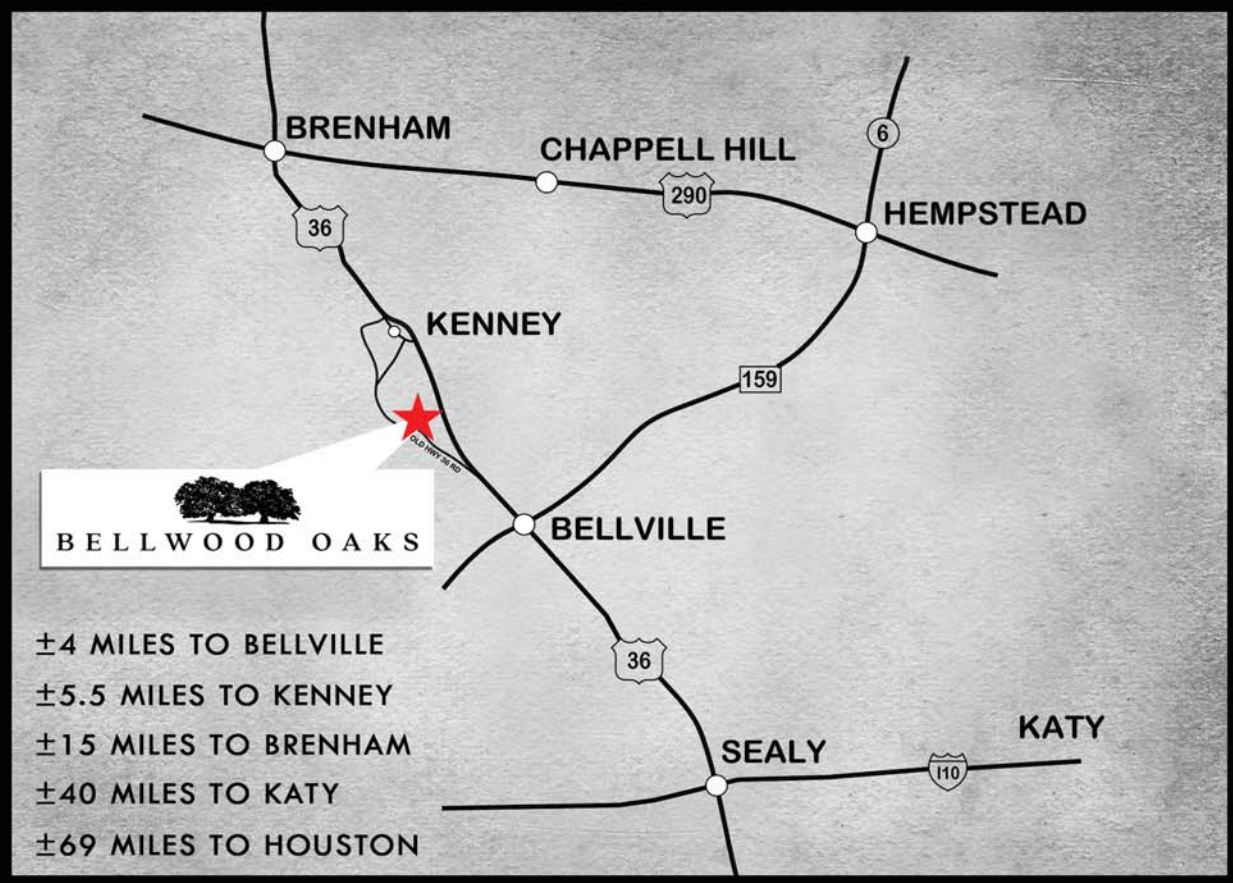 BRENHAM
CHAPPELL HILL
6
290
HEMPSTEAD
36
KENNEY
159
OLD HWY 36 RD
BELLWOOD OAKS
BELLVILLE
±4 MILES TO BELLVILLE
36
±5.5 MILES TO KENNEY
±15 MILES TO BRENHAM
KATY
SEALY
I10
±40 MILES TO KATY
±69 MILES TO HOUSTON